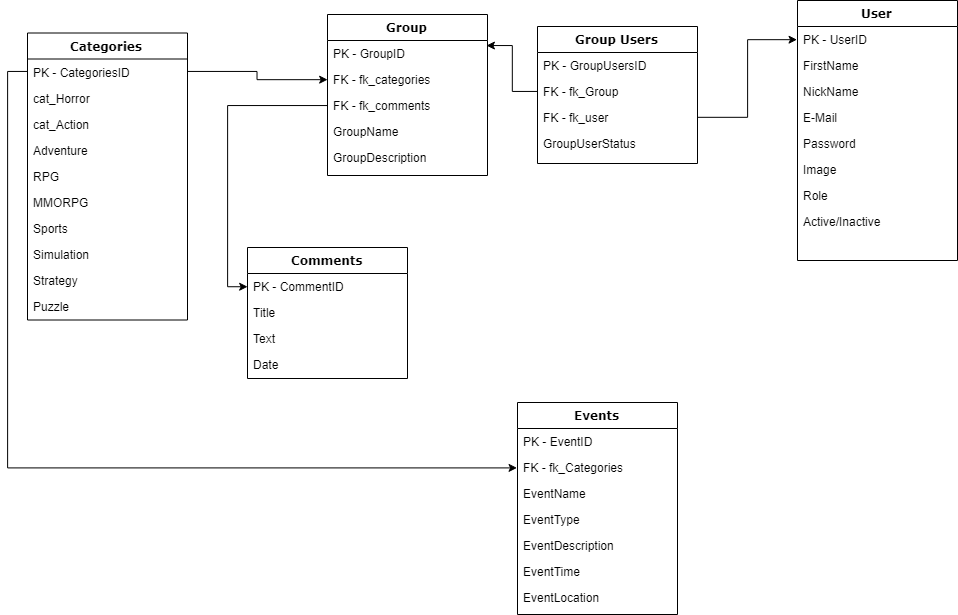 Categories
PK - CategoriesID
cat_Horror
cat_Action
Adventure
RPG
MMORPG
Sports
Simulation
Strategy
Puzzle
Group
PK - GroupID
FK - fk_categories
FK - fk_comments
GroupName
GroupDescription
Group Users
PK - GroupUsersID
FK - fk_Group
FK - fk_user
GroupUserStatus
User
PK - UserID
FirstName
NickName
E-Mail
Password
Image
Role
Active/Inactive
Comments
PK - CommentID
Title
Text
Date
Events
PK - EventID
FK - fk_Categories
EventName
EventType
EventDescription
EventTime
EventLocation